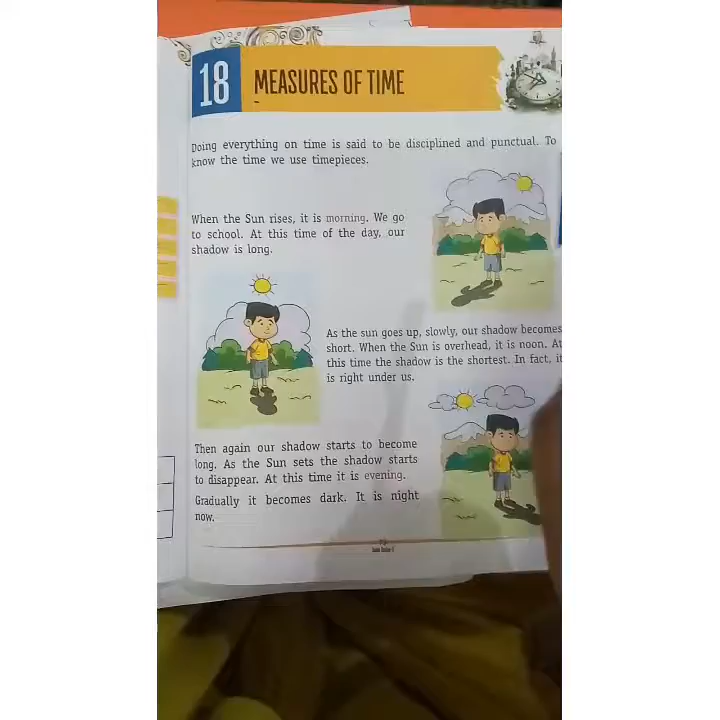 18 MEASURES OF TIME
Doing everything on time is said to be disciplined and punctual. To
know the time we use timepieces.
When the Sun rises, it is morning. We go
to school. At this time of the day, our
shadow is long.
As the sun goes up, slowly, our shadow becomes
short. When the Sun is overhead, it is noon. At
this time the shadow is the shortest. In fact, it
is right under us.
Then again our shadow starts to become
long. As the Sun sets the shadow starts
to disappear. At this time it is evening.
Gradually it becomes dark. It is night
now.